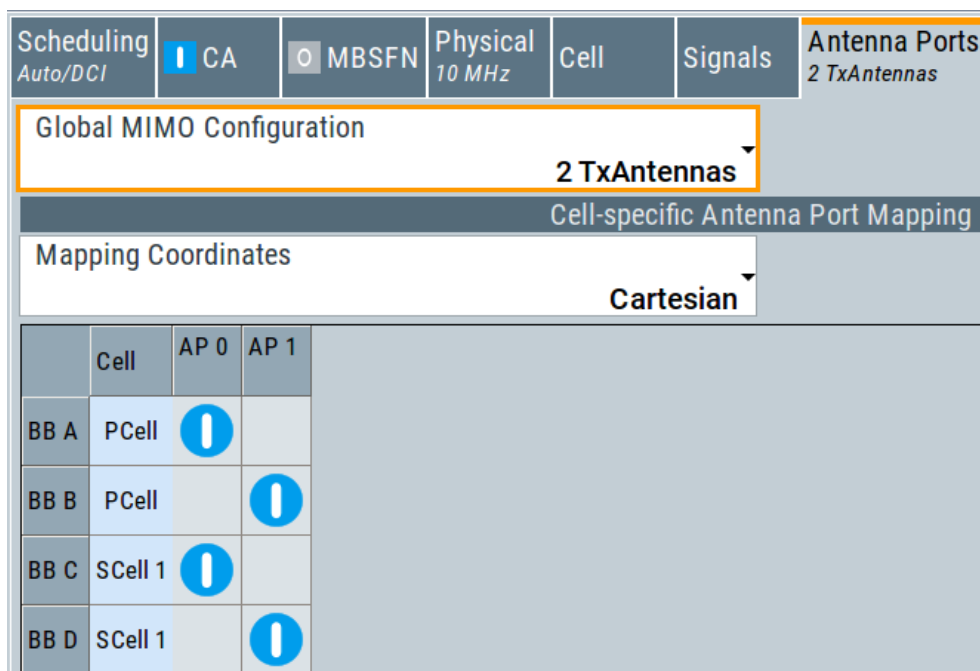 Scheduling
Auto/DCI
I CA
O MBSFN
Physical
10 MHz
Cell
Signals
Antenna Ports
2 TxAntennas
Global MIMO Configuration
2 TxAntennas
Cell-specific Antenna Port Mapping
Mapping Coordinates
Cartesian
Cell AP 0 AP 1
BB A PCell
BB B PCell
BB C SCell 1
BB D SCell 1